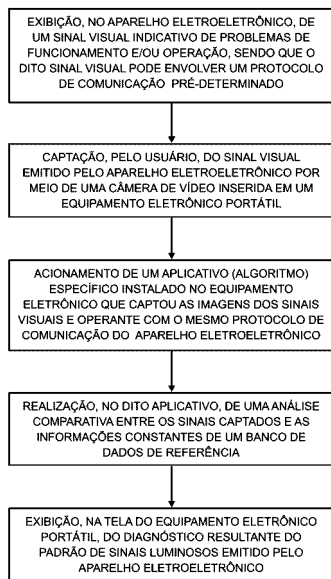 EXIBIÇÃO, NO APARELHO ELETROELETRÔNICO, DE
UM SINAL VISUAL INDICATIVO DE PROBLEMAS DE
FUNCIONAMENTO E/OU OPERAÇÃO, SENDO QUE O
DITO SINAL VISUAL PODE ENVOLVER UM PROTOCOLO
DE COMUNICAÇÃO PRÉ-DETERMINADO
CAPTAÇÃO, PELO USUÁRIO, DO SINAL VISUAL
EMITIDO PELO APARELHO ELETROELETRÔNICO POR
MEIO DE UMA CÂMERA DE VÍDEO INSERIDA EM UM
EQUIPAMENTO ELETRÔNICO PORTÁTIL
ACIONAMENTO DE UM APLICATIVO (ALGORITMO)
ESPECÍFICO INSTALADO NO EQUIPAMENTO
ELETRÔNICO QUE CAPTOU AS IMAGENS DOS SINAIS
VISUAIS E OPERANTE COM O MESMO PROTOCOLO DE
COMUNICAÇÃO DO APARELHO ELETROELETRÔNICO
REALIZAÇÃO, NO DITO APLICATIVO, DE UMA ANÁLISE
COMPARATIVA ENTRE OS SINAIS CAPTADOS E AS
INFORMAÇÕES CONSTANTES DE UM BANCO DE
DADOS DE REFERÊNCIA
EXIBIÇÃO, NA TELA DO EQUIPAMENTO ELETRÔNICO
PORTÁTIL, DO DIAGNÓSTICO RESULTANTE DO
PADRÃO DE SINAIS LUMINOSOS EMITIDO PELO
APARELHO ELETROELETRÔNICO